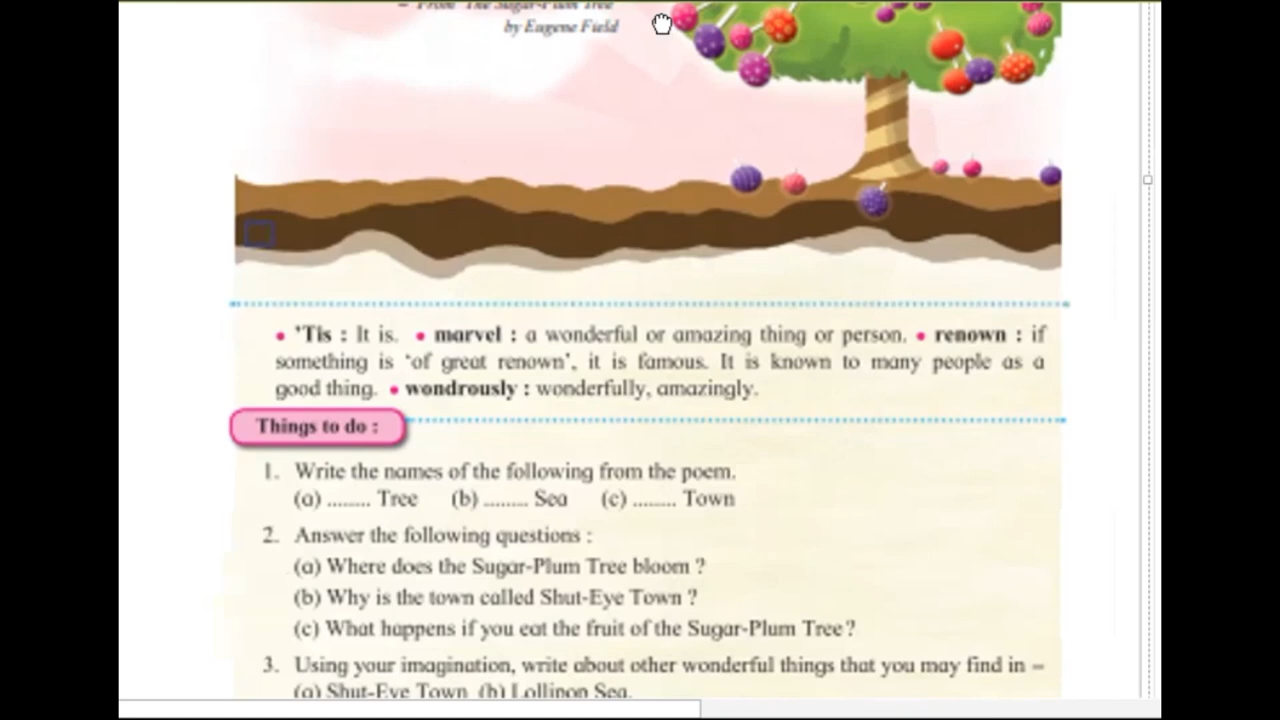 – From 'The Sugar-Plum Tree'
by Eugene Field
• 'Tis : It is. • marvel : a wonderful or amazing thing or person. • renown : if
something is 'of great renown', it is famous. It is known to many people as a
good thing. • wondrously : wonderfully, amazingly.
Things to do :
1. Write the names of the following from the poem.
(a) ........ Tree (b) ........ Sea (c) ........ Town
2. Answer the following questions :
(a) Where does the Sugar-Plum Tree bloom ?
(b) Why is the town called Shut-Eye Town ?
(c) What happens if you eat the fruit of the Sugar-Plum Tree?
3. Using your imagination, write about other wonderful things that you may find in –
(a) Shut-Eye Town (b) Lollipop Sea.